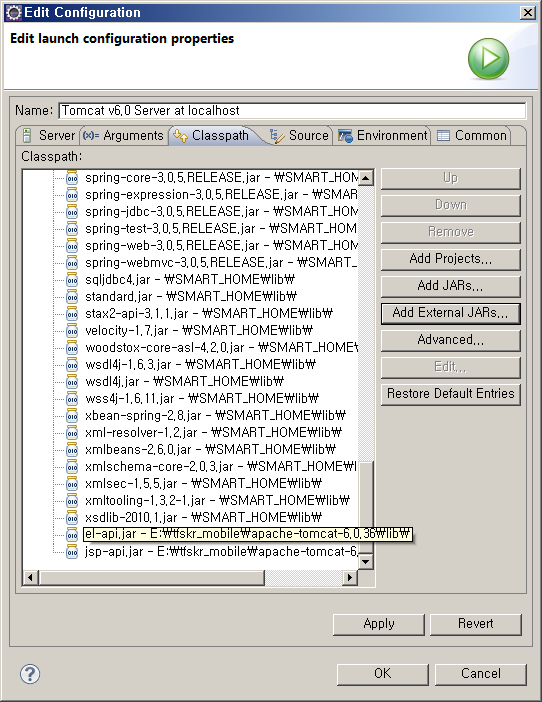 Edit Configuration
Edit launch configuration properties
Name: Tomcat v6.0 Server at localhost
Server (x)= Arguments Classpath Source Environment Common
Classpath:
spring-core-3.0.5.RELEASE.jar - ₩SMART_HOM
spring-expression-3.0.5.RELEASE.jar - ₩SMA
spring-jdbc-3.0.5.RELEASE.jar - ₩SMART_HOM
spring-test-3.0.5.RELEASE.jar - ₩SMART_HOM
spring-web-3.0.5.RELEASE.jar - ₩SMART_HOM
spring-webmvc-3.0.5.RELEASE.jar - ₩SMART_
sqljdbc4.jar - ₩SMART_HOME₩lib₩
standard.jar - ₩SMART_HOME₩lib₩
stax2-api-3.1.1.jar - ₩SMART_HOME₩lib₩
velocity-1.7.jar - ₩SMART_HOME₩lib₩
woodstox-core-asl-4.2.0.jar - ₩SMART_HOME
wsdl4j-1.6.3.jar - ₩SMART_HOME₩lib₩
wsdl4j.jar - ₩SMART_HOME₩lib₩
wss4j-1.6.11.jar - ₩SMART_HOME₩lib₩
xbean-spring-2.8.jar - ₩SMART_HOME₩lib₩
xml-resolver-1.2.jar - ₩SMART_HOME₩lib₩
xmlbeans-2.6.0.jar - ₩SMART_HOME₩lib₩
xmlschema-core-2.0.3.jar - ₩SMART_HOME₩l
xmlsec-1.5.5.jar - ₩SMART_HOME₩lib₩
xmltooling-1.3.2-1.jar - ₩SMART_HOME₩lib₩
xsdlib-2010.1.jar - ₩SMART_HOME₩lib₩
el-api.jar - E:₩tfskr_mobile₩apache-tomcat-6.0.36₩lib₩
jsp-api.jar - E:₩tfskr_mobile₩apache-tomcat-6.
Up
Down
Remove
Add Projects...
Add JARs...
Add External JARs...
Advanced...
Edit...
Restore Default Entries
Apply Revert
OK Cancel